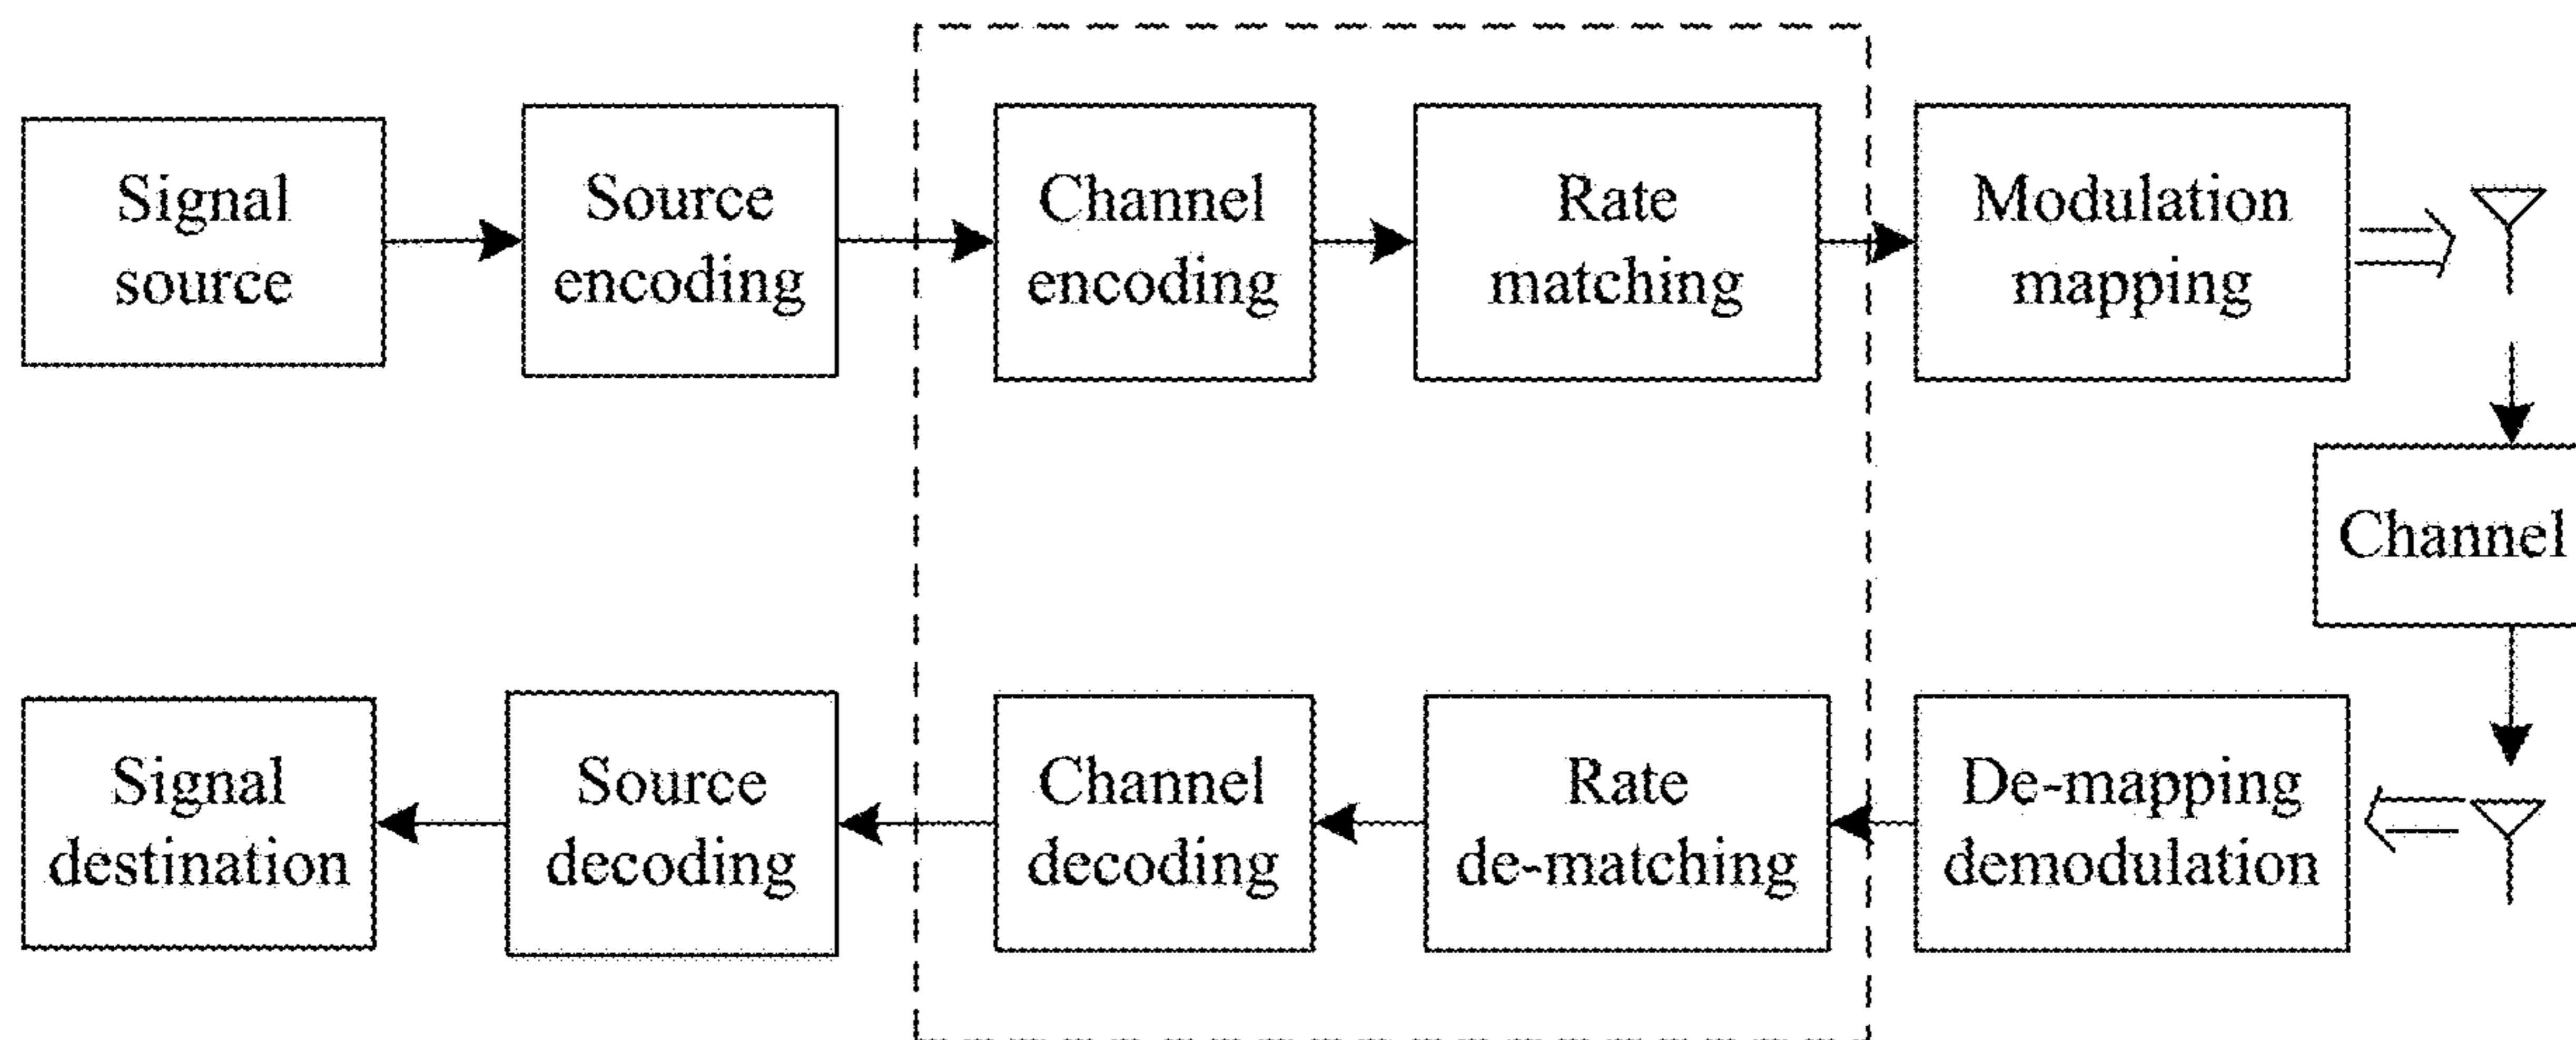 Signal
source
Source
encoding
Channel
encoding
Rate
matching
Modulation
mapping
Channel
Signal
destination
Source
decoding
Channel
decoding
Rate
de-matching
De-mapping
demodulation